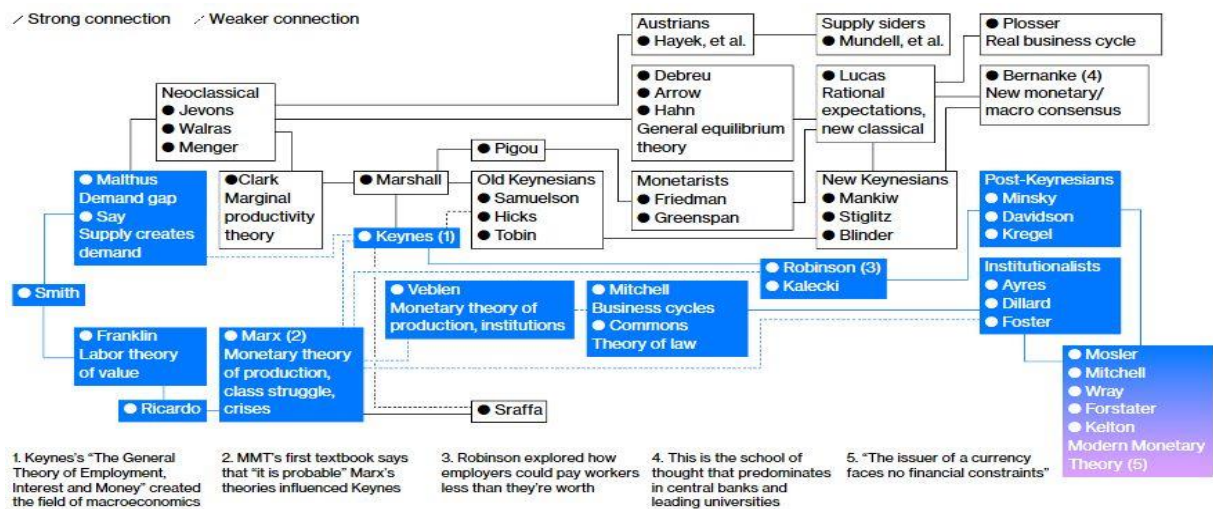 Strong connection
Weaker connection
Austrians
Hayek, et al.
Supply siders
Mundell, et al.
Plosser
Real business cycle
Neoclassical
Jevons
Walras
Menger
Debreu
Arrow
Hahn
General equilibrium
theory
Lucas
Rational
expectations,
new classical
Bernanke (4)
New monetary/
macro consensus
Pigou
Malthus
Demand gap
Say
Supply creates
demand
Clark
Marginal
productivity
theory
Marshall
Keynes (1)
Old Keynesians
Samuelson
Hicks
Tobin
Monetarists
Friedman
Greenspan
New Keynesians
Mankiw
Stiglitz
Blinder
Post-Keynesians
Minsky
Davidson
Kregel
Robinson (3)
Kalecki
Institutionalists
Ayres
Dillard
Foster
Smith
Veblen
Monetary theory of
production, institutions
Mitchell
Business cycles
Commons
Theory of law
Franklin
Labor theory
of value
Marx (2)
Monetary theory
of production,
class struggle,
crises
Ricardo
Sraffa
Mosler
Mitchell
Wray
Forstater
Kelton
Modern Monetary
Theory (5)
1. Keynes's "The General
Theory of Employment,
Interest and Money" created
the field of macroeconomics
2. MMT's first textbook says
that "it is probable" Marx's
theories influenced Keynes
3. Robinson explored how
employers could pay workers
less than they're worth
4. This is the school of
thought that predominates
in central banks and
leading universities
5. "The issuer of a currency
faces no financial constraints"